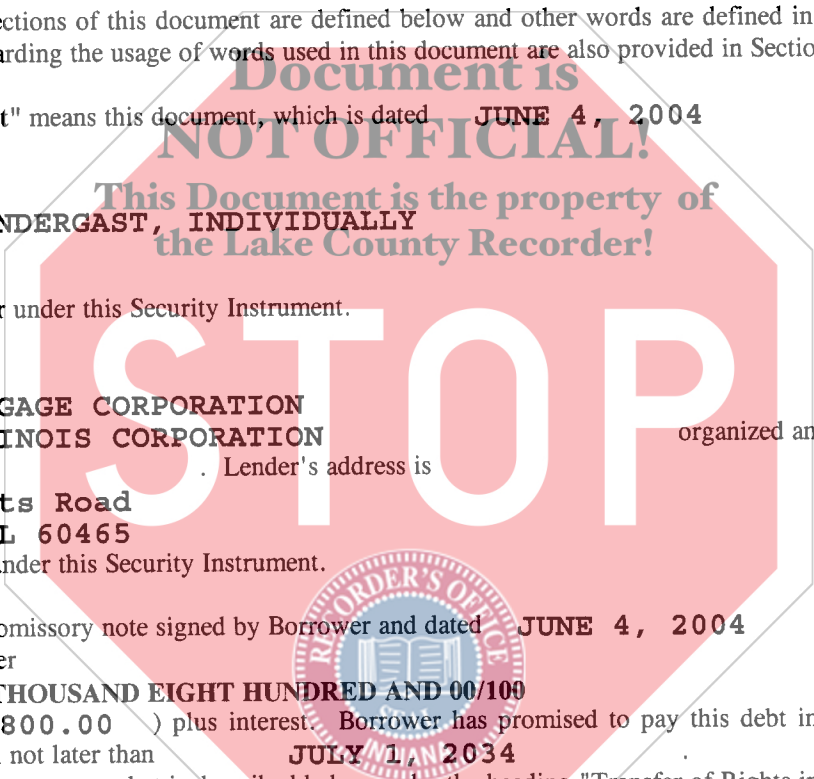 ections of this document are defined below and other words are defined in
arding the usage of words used in this document are also provided in Sectio
Document is
t" means this document, which is dated JUNE 4, 2004
NOT OFFICIAL!
This Document is the property of
NDERGAST, INDIVIDUALLY
the Lake County Recorder!
r under this Security Instrument.
STOP
GAGE CORPORATION
INOIS CORPORATION organized an
. Lender's address is
ts Road
L 60465
nder this Security Instrument.
RECORDER'S OFFICE
omissory note signed by Borrower and dated JUNE 4, 2004
er
THOUSAND EIGHT HUNDRED AND 00/100
SEAL
800.00 ) plus interest. Borrower has promised to pay this debt in
not later than JULY 1, 2034
INDIANA